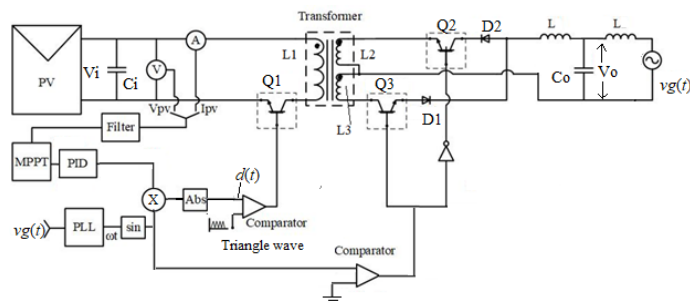 Transformer
Q2
D2
L
L
A
PV
Vi
Ci
V
L1
L2
Co
Vo
vg(t)
Q1
Q3
Vpv
Ipv
L3
D1
Filter
MPPT
PID
X
Abs
d(t)
Comparator
Triangle wave
vg(t)
PLL
ωt
sin
Comparator